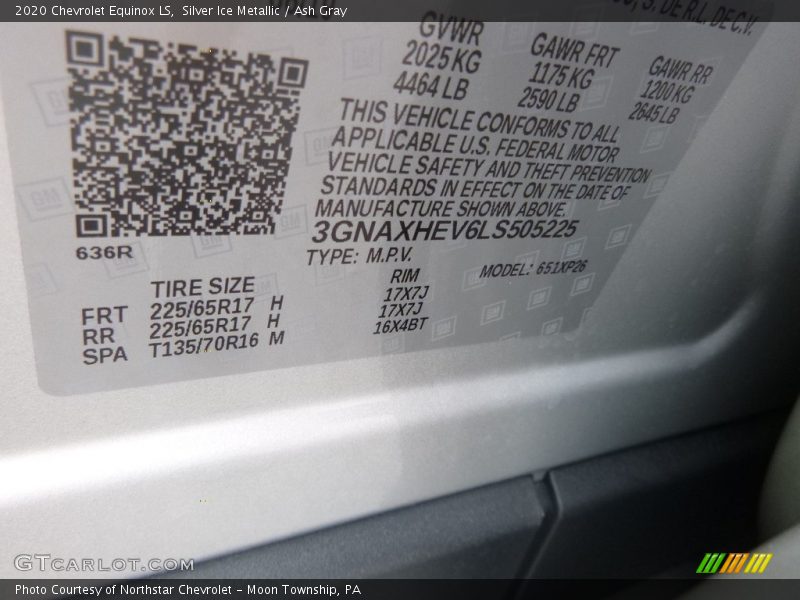 2020 Chevrolet Equinox LS, Silver Ice Metallic / Ash Gray
S. DE R.L. DE C.V.
GVWR GAWR FRT GAWR RR
2025 KG 1175 KG 1200 KG
4464 LB 2590 LB 2645 LB
THIS VEHICLE CONFORMS TO ALL
APPLICABLE U.S. FEDERAL MOTOR
VEHICLE SAFETY AND THEFT PREVENTION
STANDARDS IN EFFECT ON THE DATE OF
MANUFACTURE SHOWN ABOVE.
3GNAXHEV6LS505225
636R
TYPE: M.P.V. MODEL: 651XP26
TIRE SIZE RIM
FRT 225/65R17 H 17X7J
RR 225/65R17 H 17X7J
SPA T135/70R16 M 16X4BT
GTCARLOT.COM
Photo Courtesy of Northstar Chevrolet - Moon Township, PA